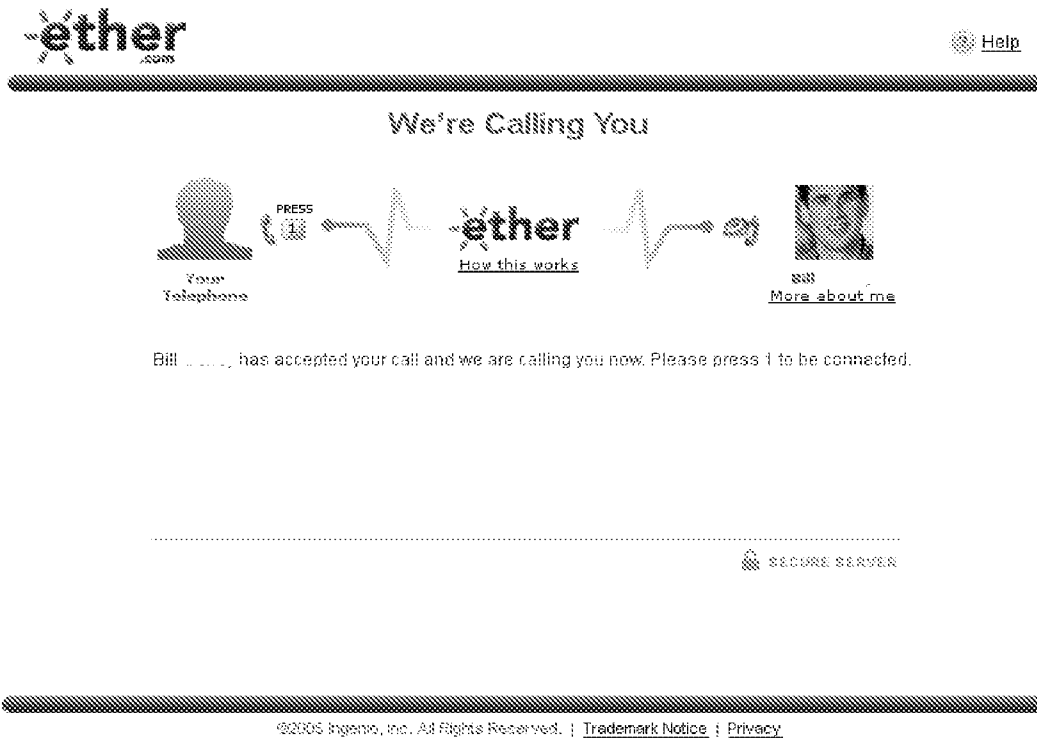 ether
.com
Help
We're Calling You
PRESS
1
ether
How this works
Your
Telephone
Bill
More about me
Bill has accepted your call and we are calling you now. Please press 1 to be connected.
SECURE SERVER
©2005 Ingenio, Inc. All Rights Reserved. | Trademark Notice | Privacy